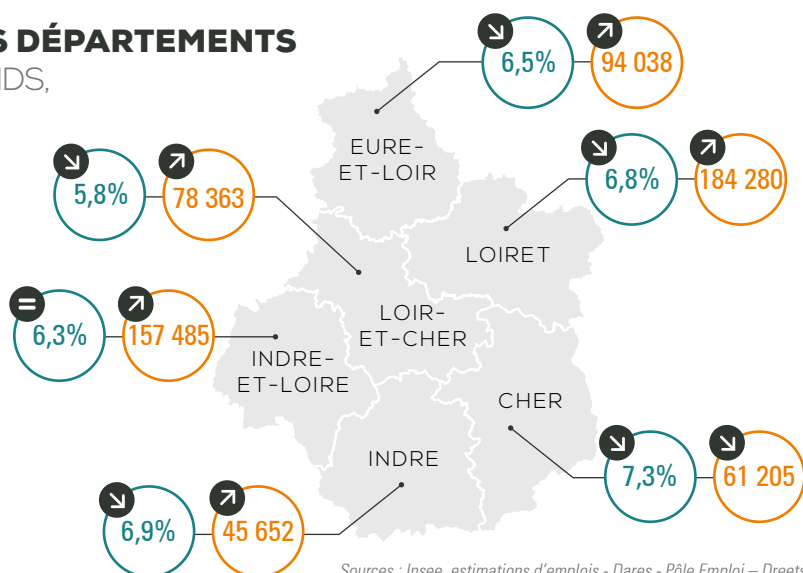 DÉPARTEMENTS
6,5%
94 038
EURE-
ET-LOIR
5,8%
78 363
6,8%
184 280
LOIRET
6,3%
157 485
LOIR-
ET-CHER
INDRE-
ET-LOIRE
CHER
INDRE
7,3%
61 205
6,9%
45 652
Sources : Insee, estimations d'emplois - Dares - Pôle Emploi – Dreets